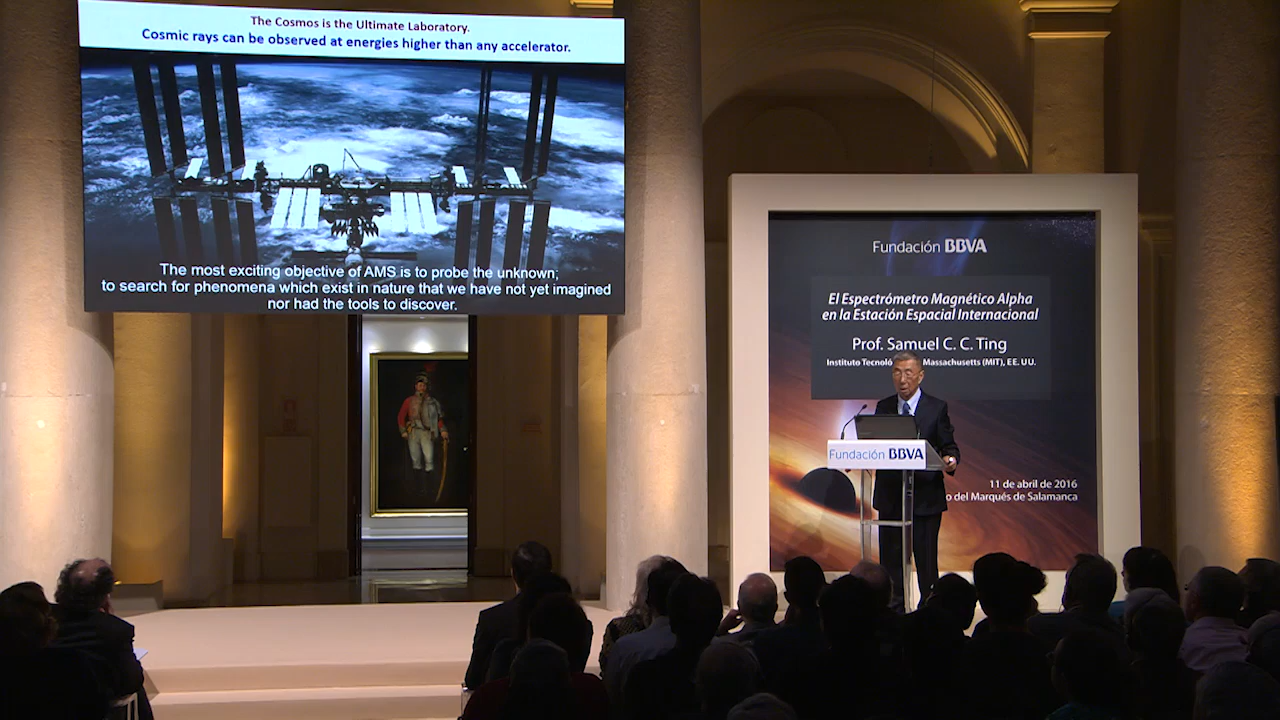 The Cosmos is the Ultimate Laboratory.
Cosmic rays can be observed at energies higher than any accelerator.
The most exciting objective of AMS is to probe the unknown;
to search for phenomena which exist in nature that we have not yet imagined
nor had the tools to discover.
Fundación BBVA
El Espectrómetro Magnético Alpha
en la Estación Espacial Internacional
Prof. Samuel C. C. Ting
Instituto Tecnoló Massachusetts (MIT), EE. UU.
Fundación BBVA
11 de abril de 2016
o del Marqués de Salamanca